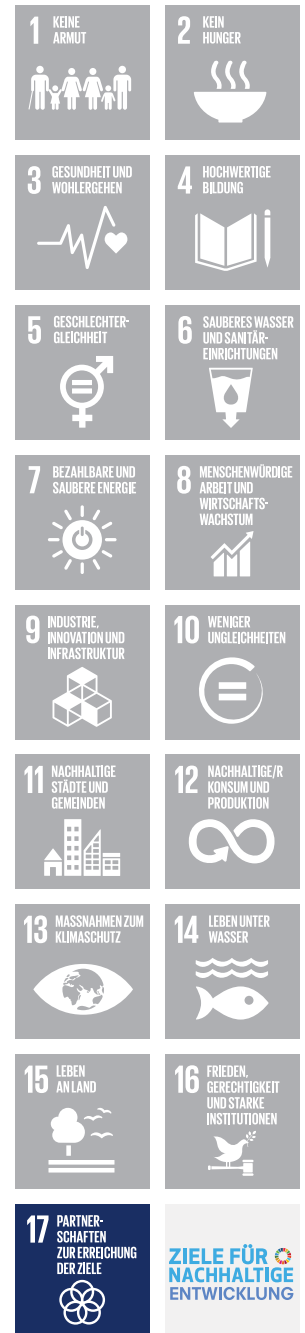 1 KEINE
ARMUT
2 KEIN
HUNGER
3 GESUNDHEIT UND
WOHLERGEHEN
4 HOCHWERTIGE
BILDUNG
5 GESCHLECHTER-
GLEICHHEIT
6 SAUBERES WASSER
UND SANITÄR-
EINRICHTUNGEN
7 BEZAHLBARE UND
SAUBERE ENERGIE
8 MENSCHENWÜRDIGE
ARBEIT UND
WIRTSCHAFTS-
WACHSTUM
9 INDUSTRIE,
INNOVATION UND
INFRASTRUKTUR
10 WENIGER
UNGLEICHHEITEN
11 NACHHALTIGE
STÄDTE UND
GEMEINDEN
12 NACHHALTIGE/R
KONSUM UND
PRODUKTION
13 MASSNAHMEN ZUM
KLIMASCHUTZ
14 LEBEN UNTER
WASSER
15 LEBEN
AN LAND
16 FRIEDEN,
GERECHTIGKEIT
UND STARKE
INSTITUTIONEN
17 PARTNER-
SCHAFTEN
ZUR ERREICHUNG
DER ZIELE
ZIELE FÜR
NACHHALTIGE
ENTWICKLUNG